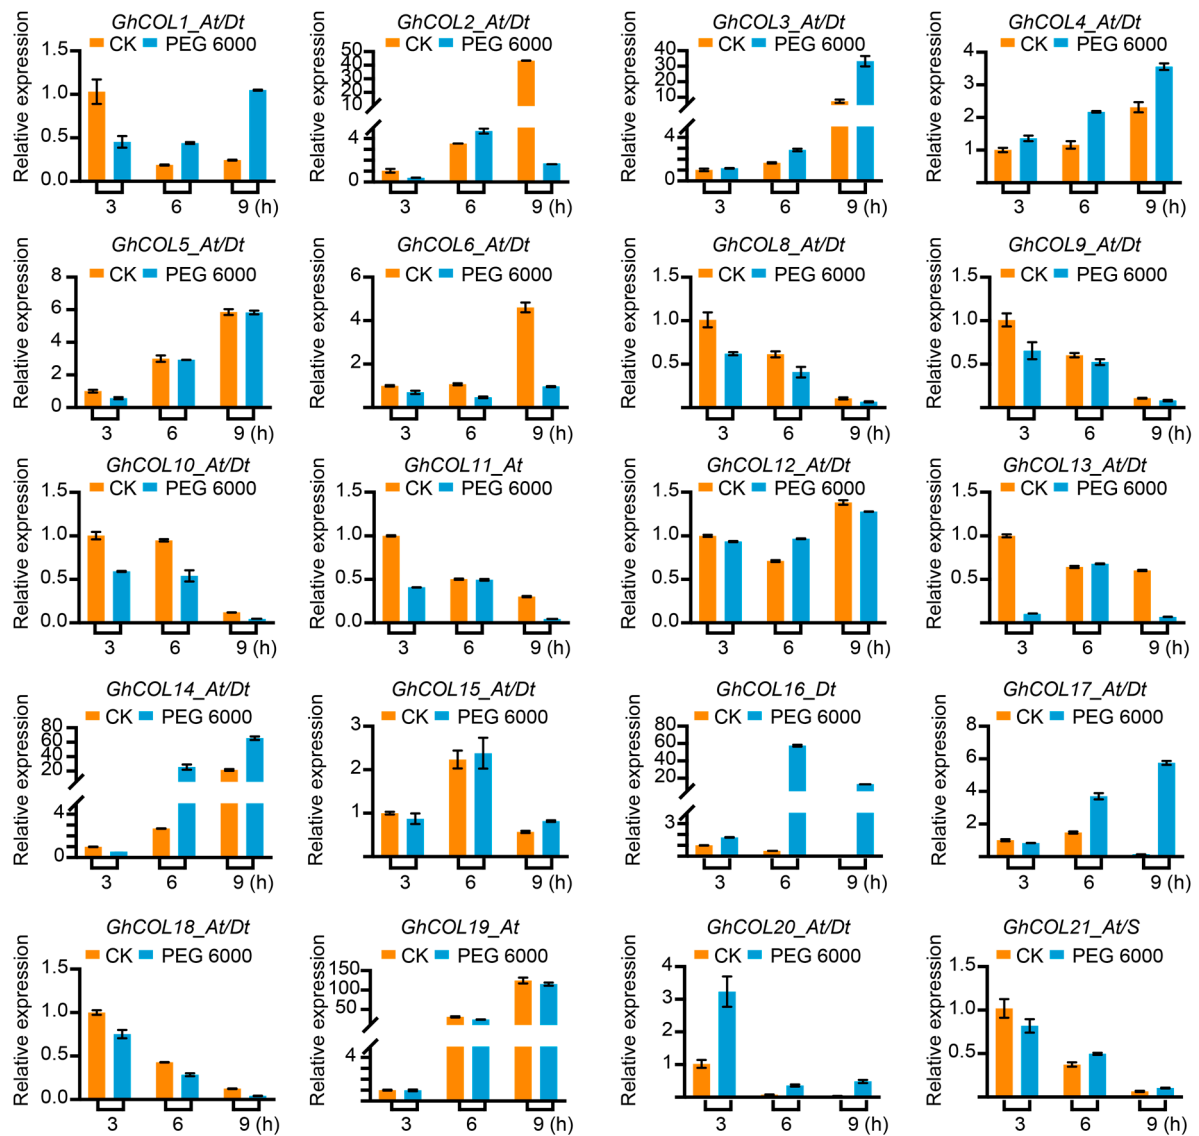 GhCOL1_At/Dt
CK PEG 6000
Relative expression
1.5
1.0
0.5
0.0
3 6 9 (h)
GhCOL2_At/Dt
CK PEG 6000
Relative expression
50
40
30
20
10
4
2
0
3 6 9 (h)
GhCOL3_At/Dt
CK PEG 6000
Relative expression
40
30
20
10
4
2
0
3 6 9 (h)
GhCOL4_At/Dt
CK PEG 6000
Relative expression
4
3
2
1
3 6 9 (h)
GhCOL5_At/Dt
CK PEG 6000
Relative expression
8
6
4
2
0
3 6 9 (h)
GhCOL6_At/Dt
CK PEG 6000
Relative expression
6
4
2
3 6 9 (h)
GhCOL8_At/Dt
CK PEG 6000
Relative expression
1.5
1.0
0.5
3 6 9 (h)
GhCOL9_At/Dt
CK PEG 6000
Relative expression
1.5
1.0
0.5
0.0
3 6 9 (h)
GhCOL10_At/Dt
CK PEG 6000
Relative expression
1.5
1.0
0.5
0.0
3 6 9 (h)
GhCOL11_At
CK PEG 6000
Relative expression
1.5
1.0
0.5
0.0
3 6 9 (h)
GhCOL12_At/Dt
CK PEG 6000
Relative expression
1.5
1.0
0.5
0.0
3 6 9 (h)
GhCOL13_At/Dt
CK PEG 6000
Relative expression
1.5
1.0
0.5
0.0
3 6 9 (h)
GhCOL14_At/Dt
CK PEG 6000
Relative expression
80
60
40
20
4
2
0
3 6 9 (h)
GhCOL15_At/Dt
CK PEG 6000
Relative expression
3
2
1
3 6 9 (h)
GhCOL16_Dt
CK PEG 6000
Relative expression
80
60
40
20
3
3 6 9 (h)
GhCOL17_At/Dt
CK PEG 6000
Relative expression
8
6
4
2
3 6 9 (h)
GhCOL18_At/Dt
CK PEG 6000
Relative expression
1.5
1.0
0.5
0.0
3 6 9 (h)
GhCOL19_At
CK PEG 6000
Relative expression
150
100
50
4
2
3 6 9 (h)
GhCOL20_At/Dt
CK PEG 6000
Relative expression
4
3
2
1
3 6 9 (h)
GhCOL21_At/S
CK PEG 6000
Relative expression
1.5
1.0
0.5
3 6 9 (h)